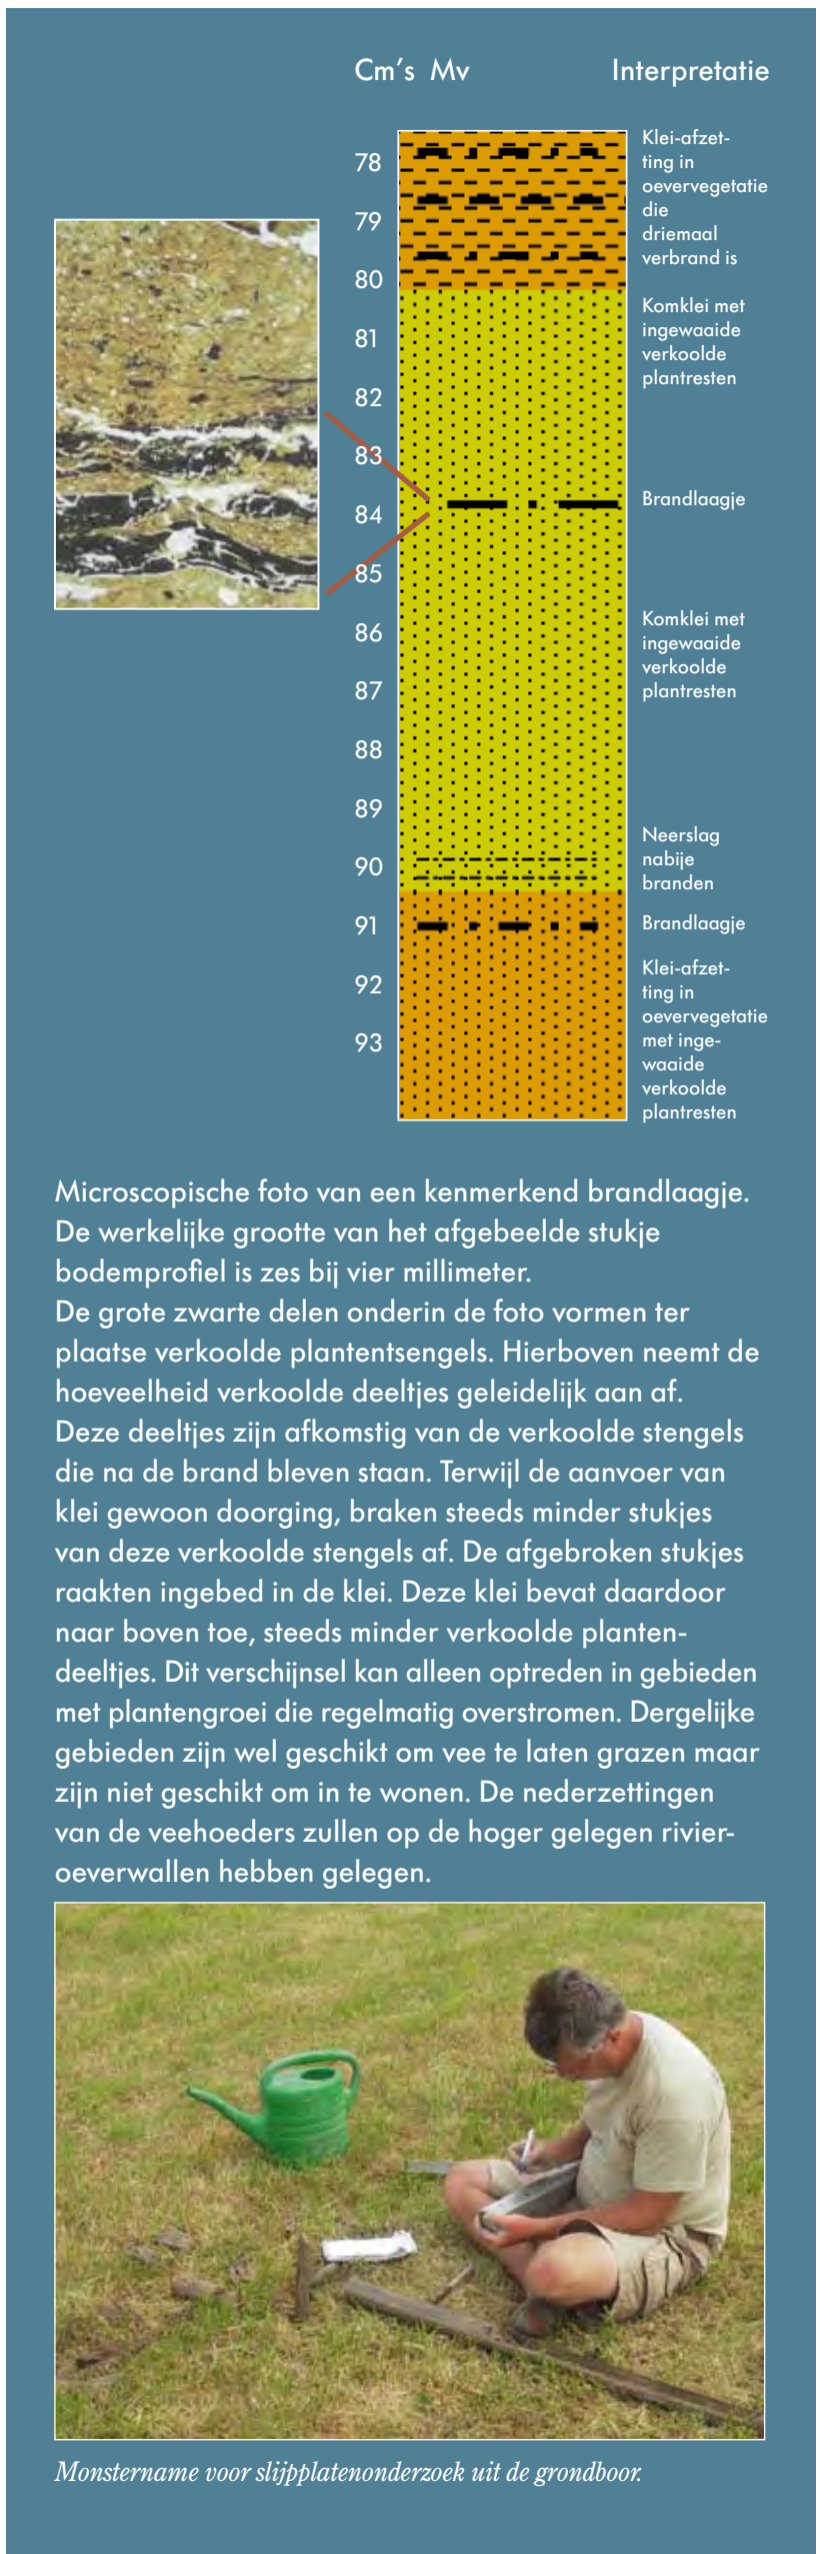 Cm's Mv Interpretatie
78
79
80
81
82
83
84
85
86
87
88
89
90
91
92
93
Klei-afzet-
ting in
oevervegetatie
die
driemaal
verbrand is
Komklei met
ingewaaide
verkoolde
plantresten
Brandlaagje
Komklei met
ingewaaide
verkoolde
plantresten
Neerslag
nabije
branden
Brandlaagje
Klei-afzet-
ting in
oevervegetatie
met inge-
waaide
verkoolde
plantresten
Microscopische foto van een kenmerkend brandlaagje.
De werkelijke grootte van het afgebeelde stukje
bodemprofiel is zes bij vier millimeter.
De grote zwarte delen onderin de foto vormen ter
plaatse verkoolde plantentsengels. Hierboven neemt de
hoeveelheid verkoolde deeltjes geleidelijk aan af.
Deze deeltjes zijn afkomstig van de verkoolde stengels
die na de brand bleven staan. Terwijl de aanvoer van
klei gewoon doorging, braken steeds minder stukjes
van deze verkoolde stengels af. De afgebroken stukjes
raakten ingebed in de klei. Deze klei bevat daardoor
naar boven toe, steeds minder verkoolde planten-
deeltjes. Dit verschijnsel kan alleen optreden in gebieden
met plantengroei die regelmatig overstromen. Dergelijke
gebieden zijn wel geschikt om vee te laten grazen maar
zijn niet geschikt om in te wonen. De nederzettingen
van de veehoeders zullen op de hoger gelegen rivier-
oeverwallen hebben gelegen.
Monstername voor slijpplatenonderzoek uit de grondboor.